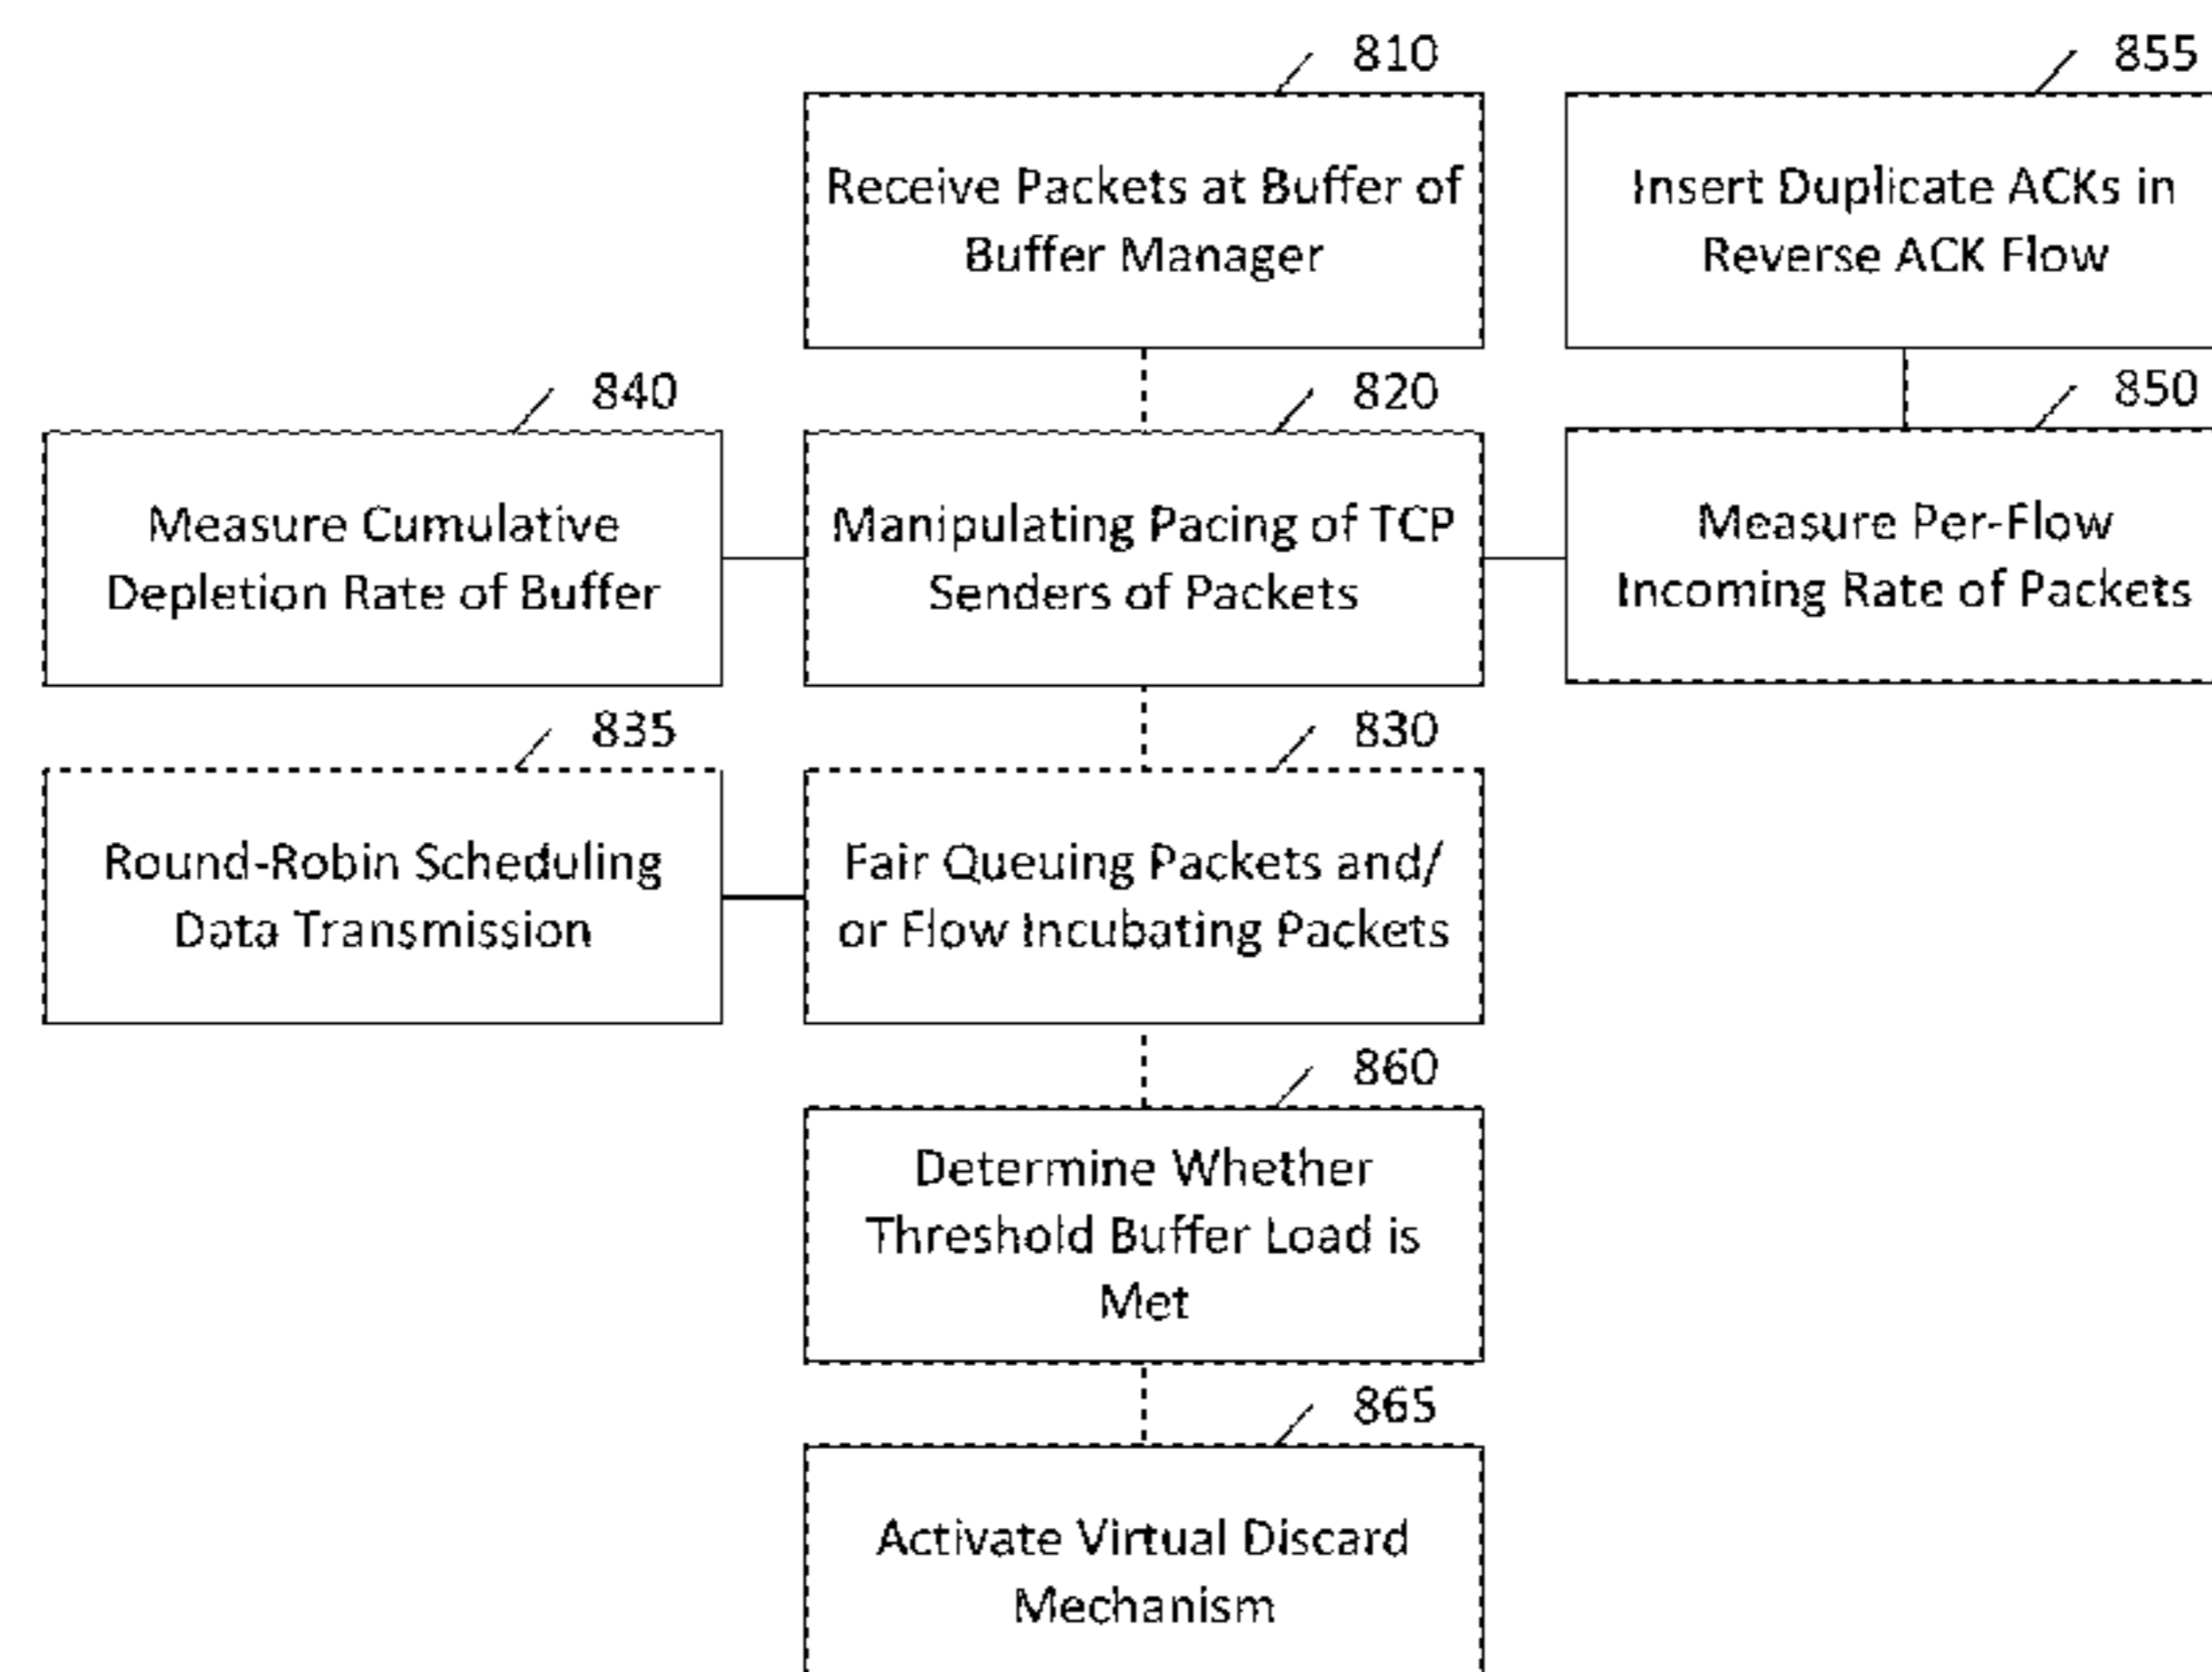 810
Receive Packets at Buffer of
Buffer Manager
855
Insert Duplicate ACKs in
Reverse ACK Flow
840
Measure Cumulative
Depletion Rate of Buffer
820
Manipulating Pacing of TCP
Senders of Packets
850
Measure Per-Flow
Incoming Rate of Packets
835
Round-Robin Scheduling
Data Transmission
830
Fair Queuing Packets and/
or Flow Incubating Packets
860
Determine Whether
Threshold Buffer Load is
Met
865
Activate Virtual Discard
Mechanism